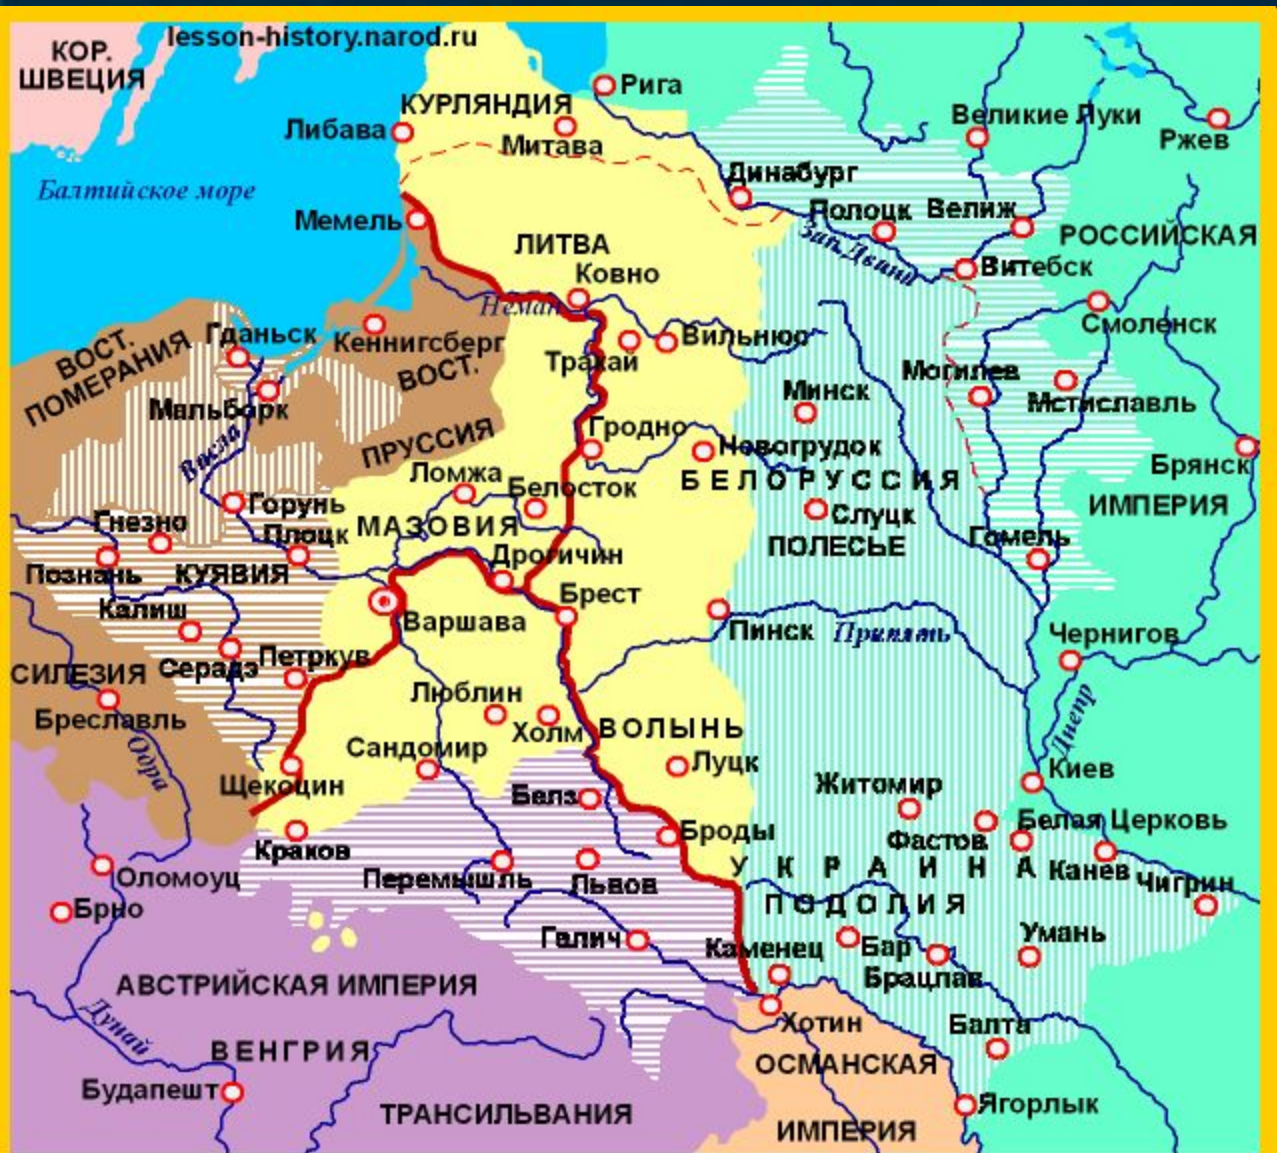 lesson-history.narod.ru
КОР.
ШВЕЦИЯ
Рига
КУРЛЯНДИЯ
Великие Луки
Либава
Митава
Ржев
Балтийское море
Динабург
Мемель
Полоцк
Велиж
РОССИЙСКАЯ
ЛИТВА
Зап. Двина
Витебск
Ковно
Неман
Смоленск
Гданьск
Кеннигсберг
Вильнюс
ВОСТ.
ПОМЕРАНИЯ
ВОСТ.
Тракай
Могилев
Минск
Мстиславль
Мальборк
ПРУССИЯ
Гродно
Новогрудок
Висла
Брянск
Ломжа
Белосток
БЕЛОРУССИЯ
ИМПЕРИЯ
Горунь
Гнезно
Плоцк
МАЗОВИЯ
Слуцк
ПОЛЕСЬЕ
Гомель
Дрогичин
Познань
КУЯВИЯ
Калиш
Брест
Варшава
Пинск
Припять
Чернигов
СИЛЕЗИЯ
Серадз
Петркув
Бреславль
Люблин
Холм
ВОЛЫНЬ
Днепр
Одра
Сандомир
Луцк
Киев
Щекоцин
Белз
Житомир
Фастов
Белая Церковь
Броды
Краков
УКРАИНА
Канев
Чигрин
Оломоуц
Перемышль
Львов
Брно
ПОДОЛИЯ
Галич
Каменец
Бар
Умань
Брацлав
АВСТРИЙСКАЯ ИМПЕРИЯ
Дунай
Хотин
Балта
ВЕНГРИЯ
ОСМАНСКАЯ
Будапешт
ТРАНСИЛЬВАНИЯ
Ягорлык
ИМПЕРИЯ